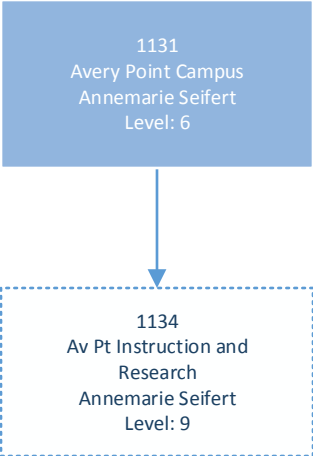 1131
Avery Point Campus
Annemarie Seifert
Level: 6
1134
Av Pt Instruction and
Research
Annemarie Seifert
Level: 9